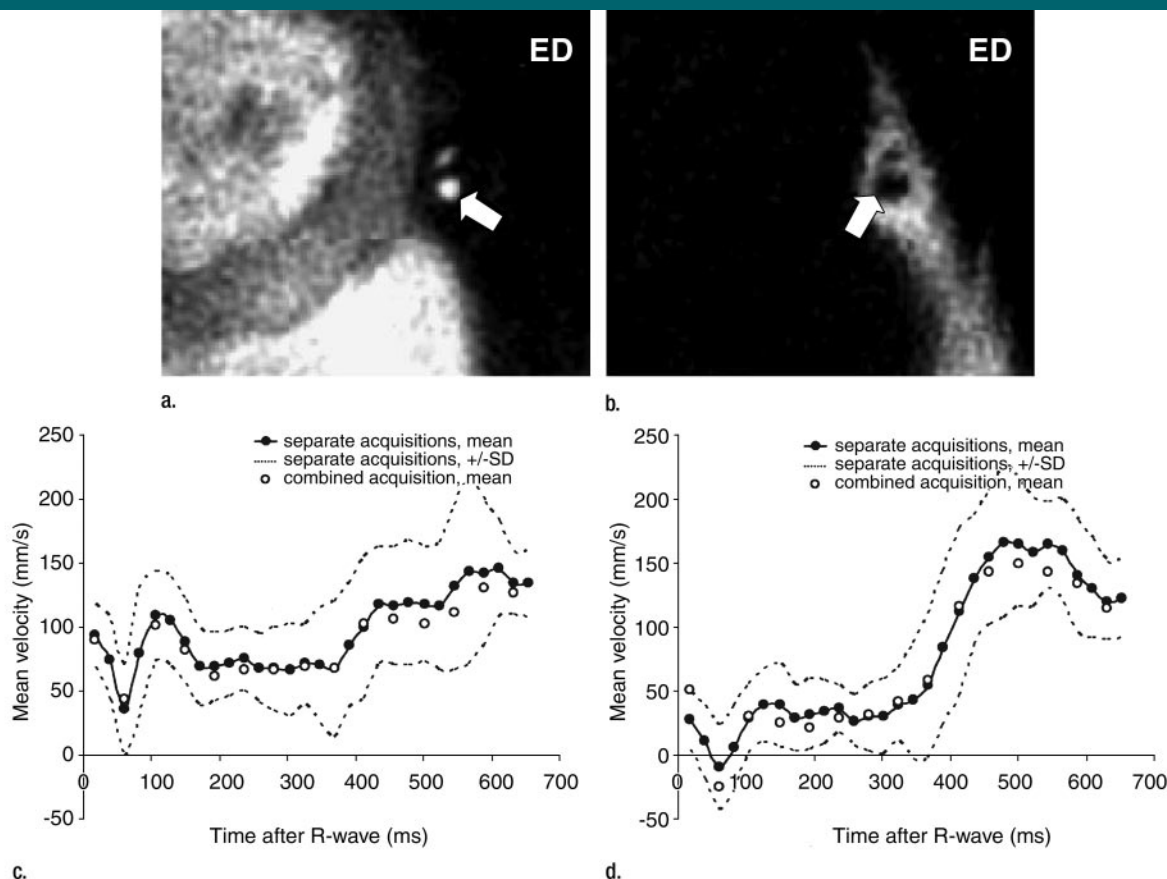 ED
ED
a.
b.
250
200
150
100
50
0
-50
Mean velocity (mm/s)
separate acquisitions, mean
separate acquisitions, +/-SD
combined acquisition, mean
0 100 200 300 400 500 600 700
Time after R-wave (ms)
c.
250
200
150
100
50
0
-50
Mean velocity (mm/s)
separate acquisitions, mean
separate acquisitions, +/-SD
combined acquisition, mean
0 100 200 300 400 500 600 700
Time after R-wave (ms)
d.